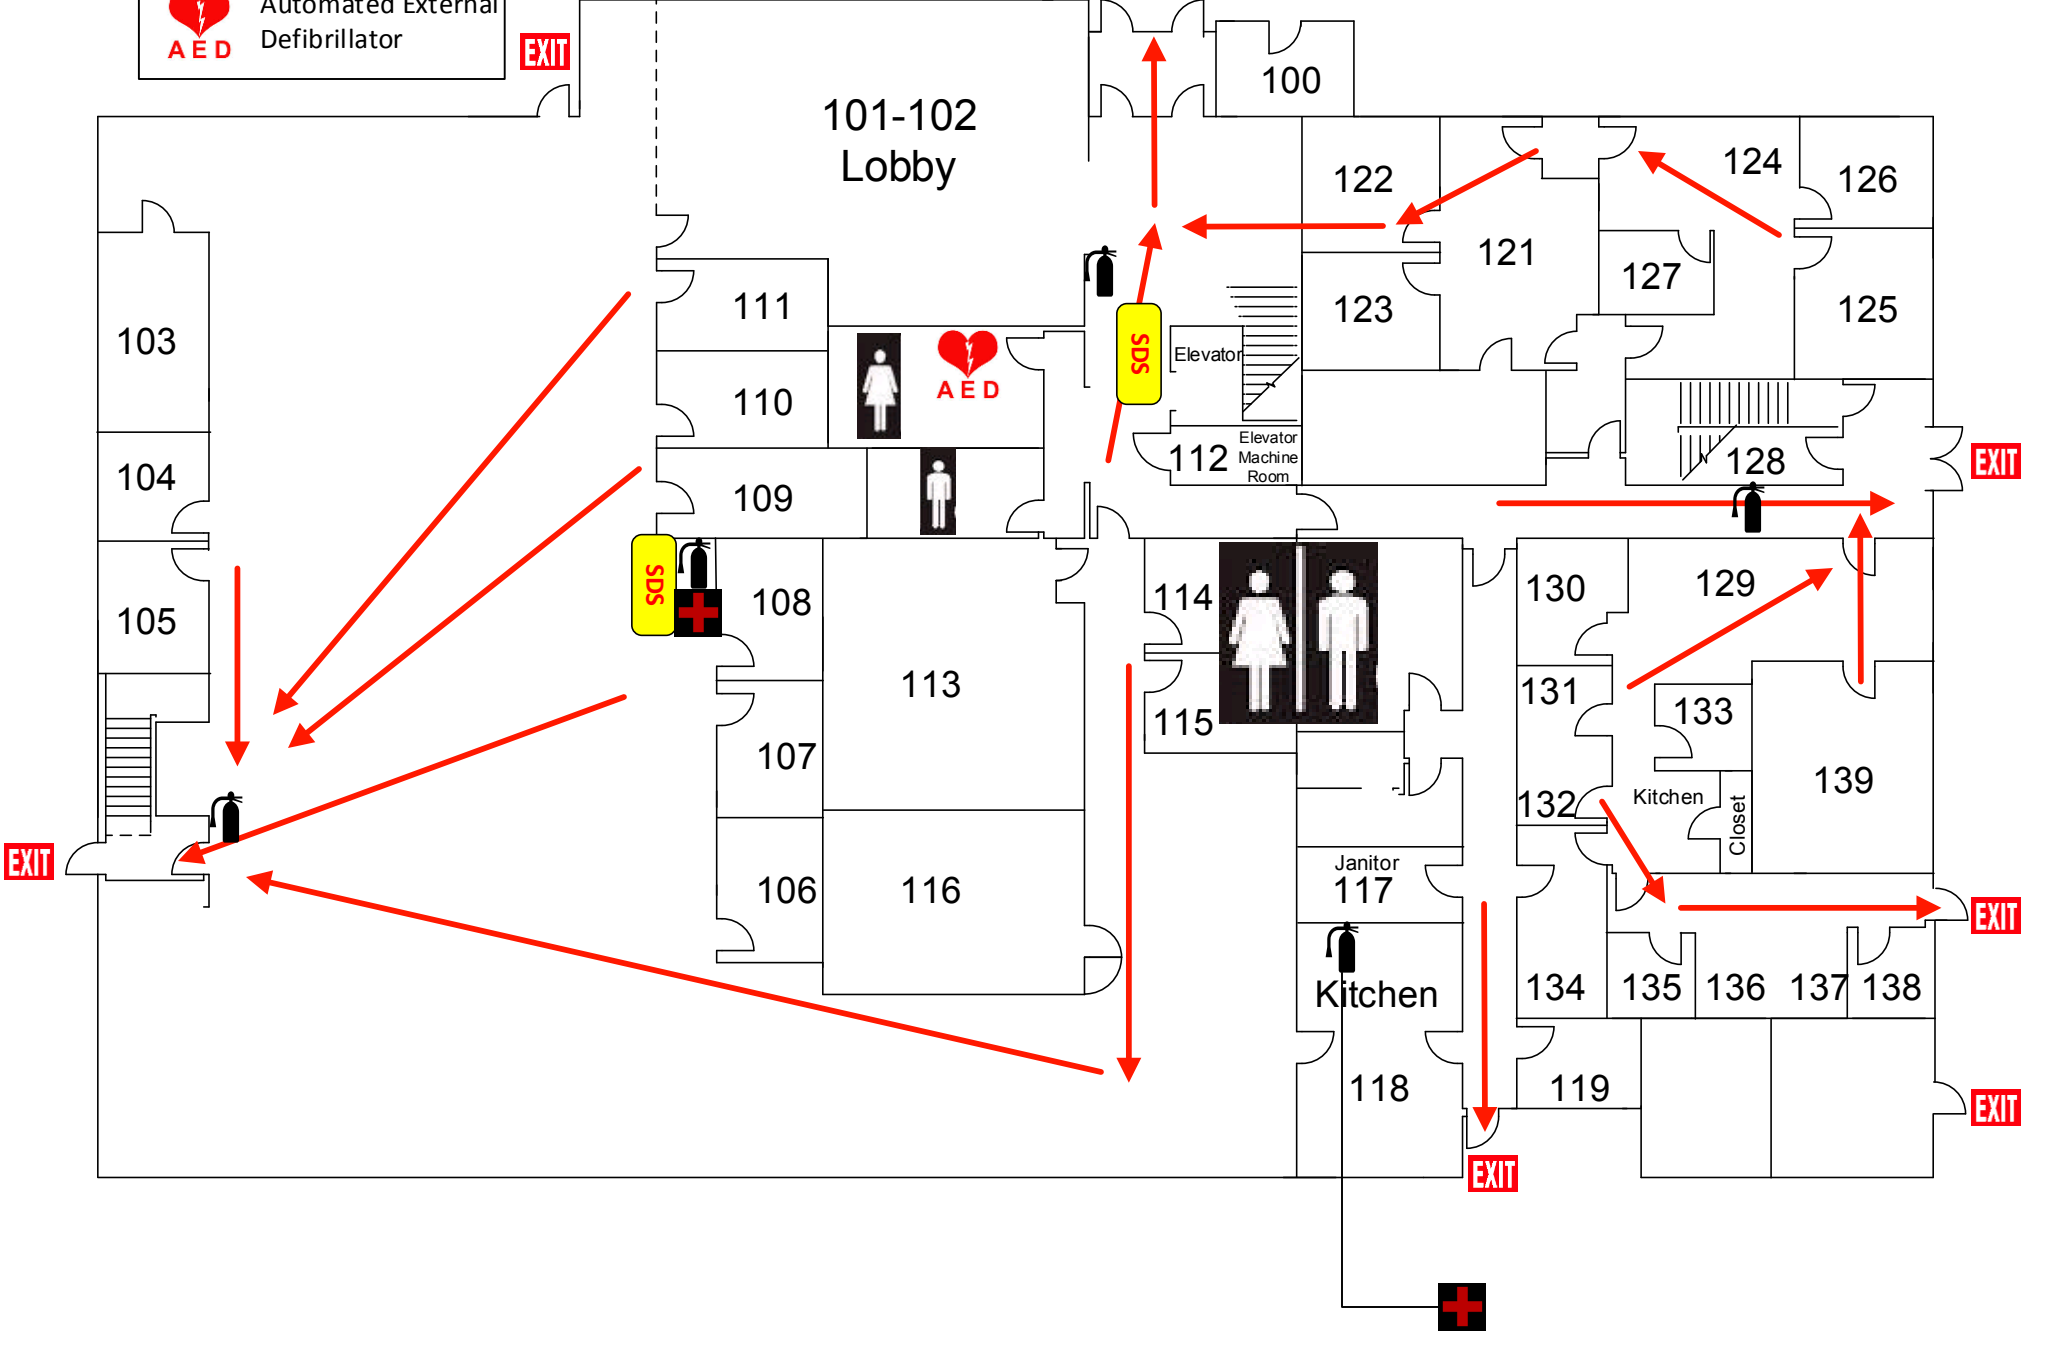 Automated External
Defibrillator
AED
EXIT
100
101-102
Lobby
122
124
126
121
127
123
125
103
111
110
AED
SDS
Elevator
104
109
112
Elevator
Machine
Room
128
EXIT
105
SDS
108
113
114
115
130
129
131
133
107
132
Kitchen
Closet
139
EXIT
106
116
Janitor
117
EXIT
Kitchen
134
135
136
137
138
118
119
EXIT
EXIT